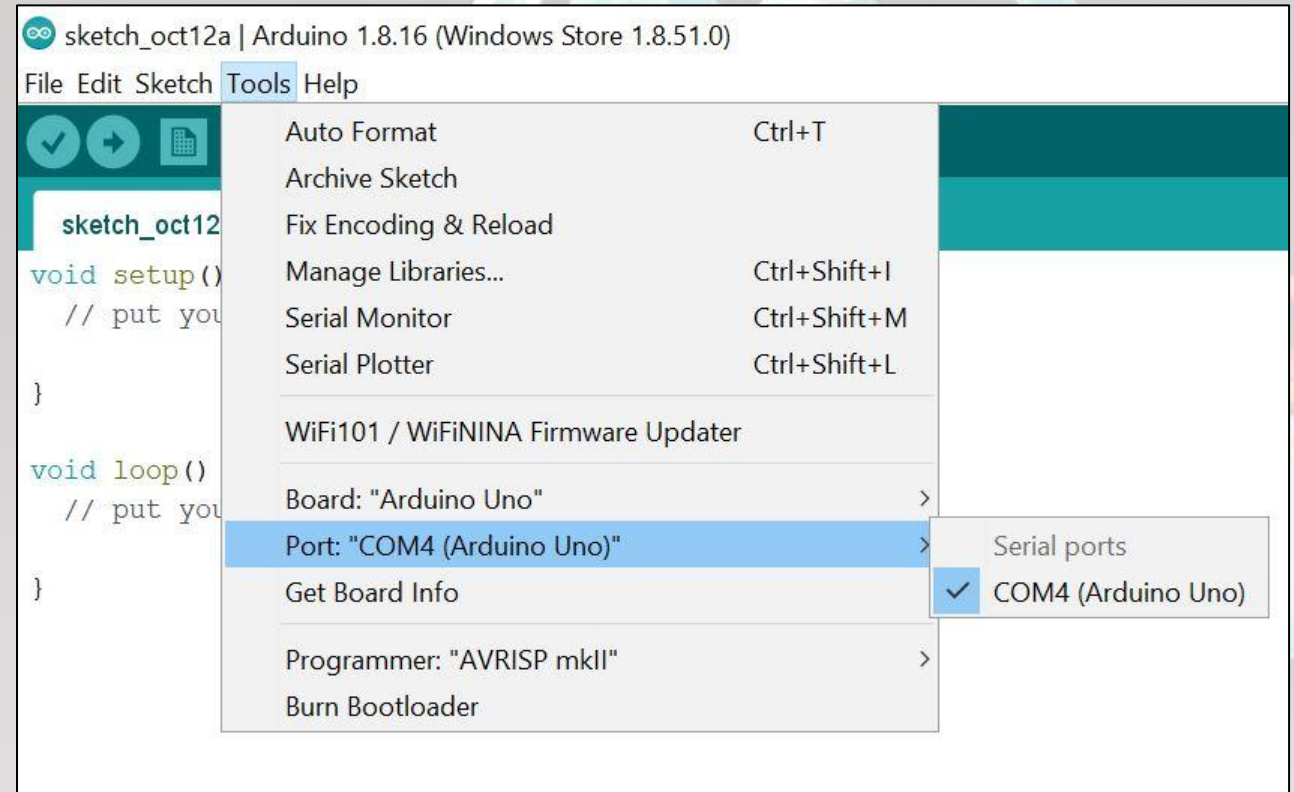 sketch_oct12a | Arduino 1.8.16 (Windows Store 1.8.51.0)
File Edit Sketch Tools Help
Auto Format Ctrl+T
Archive Sketch
sketch_oct12
Fix Encoding & Reload
void setup()
Manage Libraries... Ctrl+Shift+I
// put you
Serial Monitor Ctrl+Shift+M
Serial Plotter Ctrl+Shift+L
}
WiFi101 / WiFiNINA Firmware Updater
void loop()
// put you
Board: "Arduino Uno"
Port: "COM4 (Arduino Uno)"
Serial ports
}
Get Board Info
COM4 (Arduino Uno)
Programmer: "AVRISP mkII"
Burn Bootloader